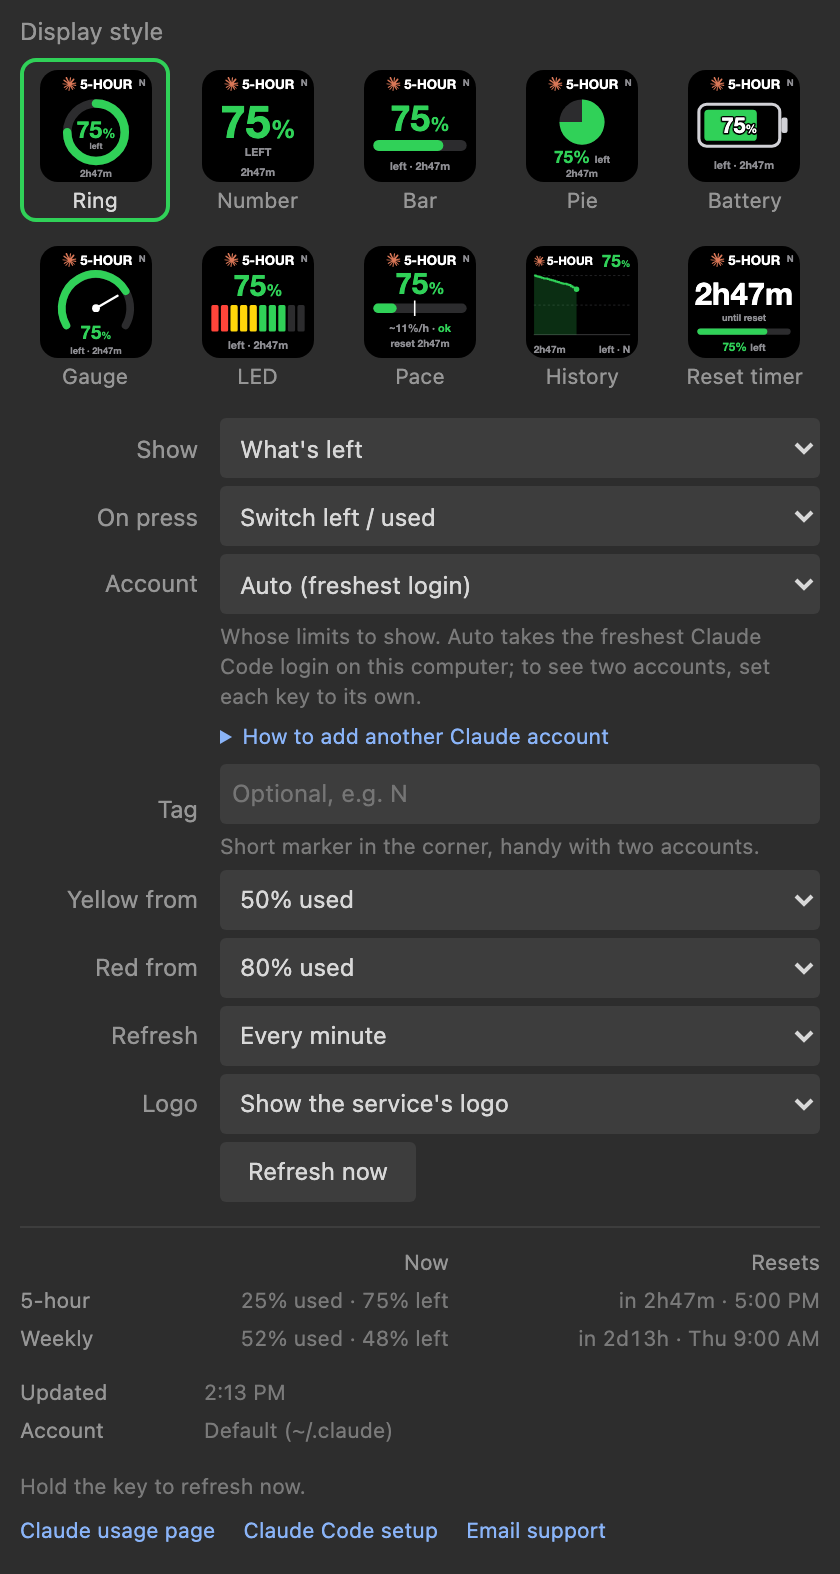 Display style
5-HOUR N
75%
left
2h47m
Ring
5-HOUR N
75%
LEFT
2h47m
Number
5-HOUR N
75%
left · 2h47m
Bar
5-HOUR N
75% left
2h47m
Pie
5-HOUR N
75%
left · 2h47m
Battery
5-HOUR N
75%
left · 2h47m
Gauge
5-HOUR N
75%
left · 2h47m
LED
5-HOUR N
75%
~11%/h · ok
reset 2h47m
Pace
5-HOUR 75%
2h47m left · N
History
5-HOUR N
2h47m
until reset
75% left
Reset timer
Show What's left
On press Switch left / used
Account Auto (freshest login)
Whose limits to show. Auto takes the freshest Claude
Code login on this computer; to see two accounts, set
each key to its own.
How to add another Claude account
Tag Optional, e.g. N
Short marker in the corner, handy with two accounts.
Yellow from 50% used
Red from 80% used
Refresh Every minute
Logo Show the service's logo
Refresh now
Now Resets
5-hour 25% used · 75% left in 2h47m · 5:00 PM
Weekly 52% used · 48% left in 2d13h · Thu 9:00 AM
Updated 2:13 PM
Account Default (~/.claude)
Hold the key to refresh now.
Claude usage page Claude Code setup Email support